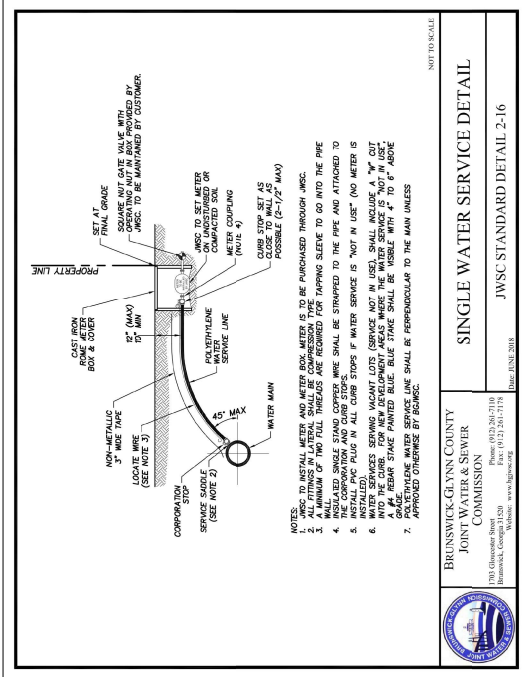 PROPERTY LINE
SET AT
FINAL GRADE
SQUARE NUT GATE VALVE WITH
OPERATING NUT IN BOX PROVIDED BY
JWSC. TO BE MAINTAINED BY CUSTOMER.
CAST IRON
ROME METER
BOX & COVER
12" (MAX)
JWSC TO SET METER
ON UNDISTURBED OR
COMPACTED SOIL
METER COUPLING
(NOTE 4)
CURB STOP SET AS
CLOSE TO WALL AS
POSSIBLE (2-1/2" MAX)
NON-METALLIC
3" WIDE TAPE
LOCATE WIRE
(SEE NOTE 3)
POLYETHYLENE
WATER
SERVICE LINE
CORPORATION
STOP
SERVICE SADDLE
(SEE NOTE 2)
45° MAX
WATER MAIN
NOTES:
1. JWSC TO INSTALL METER AND METER BOX. METER IS TO BE PURCHASED THROUGH JWSC.
2. ALL FITTINGS IN LATERAL SHALL BE COMPRESSION TYPE.
3. A MINIMUM OF TWO FULL THREADS ARE REQUIRED FOR TAPPING SLEEVE TO GO INTO THE PIPE
WALL.
4. INSULATED SINGLE STAND COPPER WIRE SHALL BE STRAPPED TO THE PIPE AND ATTACHED TO
THE CORPORATION AND CURB STOPS.
5. INSTALL PVC PLUG IN ALL CURB STOPS IF WATER SERVICE IS "NOT IN USE" (NO METER IS
INSTALLED).
6. WATER SERVICES SERVING VACANT LOTS (SERVICE NOT IN USE), SHALL INCLUDE A "W" CUT
INTO THE CURB. FOR NEW DEVELOPMENT AREAS WHERE THE WATER SERVICE IS "NOT IN USE",
A #4 REBAR STAKE PAINTED BLUE. BLUE STAKE SHALL BE VISIBLE WITH 4" TO 6" ABOVE
GRADE.
7. POLYETHYLENE WATER SERVICE LINE SHALL BE PERPENDICULAR TO THE MAIN UNLESS
APPROVED OTHERWISE BY BGJWSC.
NOT TO SCALE
BRUNSWICK-GLYNN COUNTY
JOINT WATER & SEWER
COMMISSION
1703 Gloucester Street Phone: (912) 261-7110
Brunswick, Georgia 31520 Fax: (912) 261-7178
Website: www.bgjwsc.org
SINGLE WATER SERVICE DETAIL
JWSC STANDARD DETAIL 2-16
Date: JUNE 2018
BRUNSWICK-GLYNN COMMISSION
JOINT WATER & SEWER